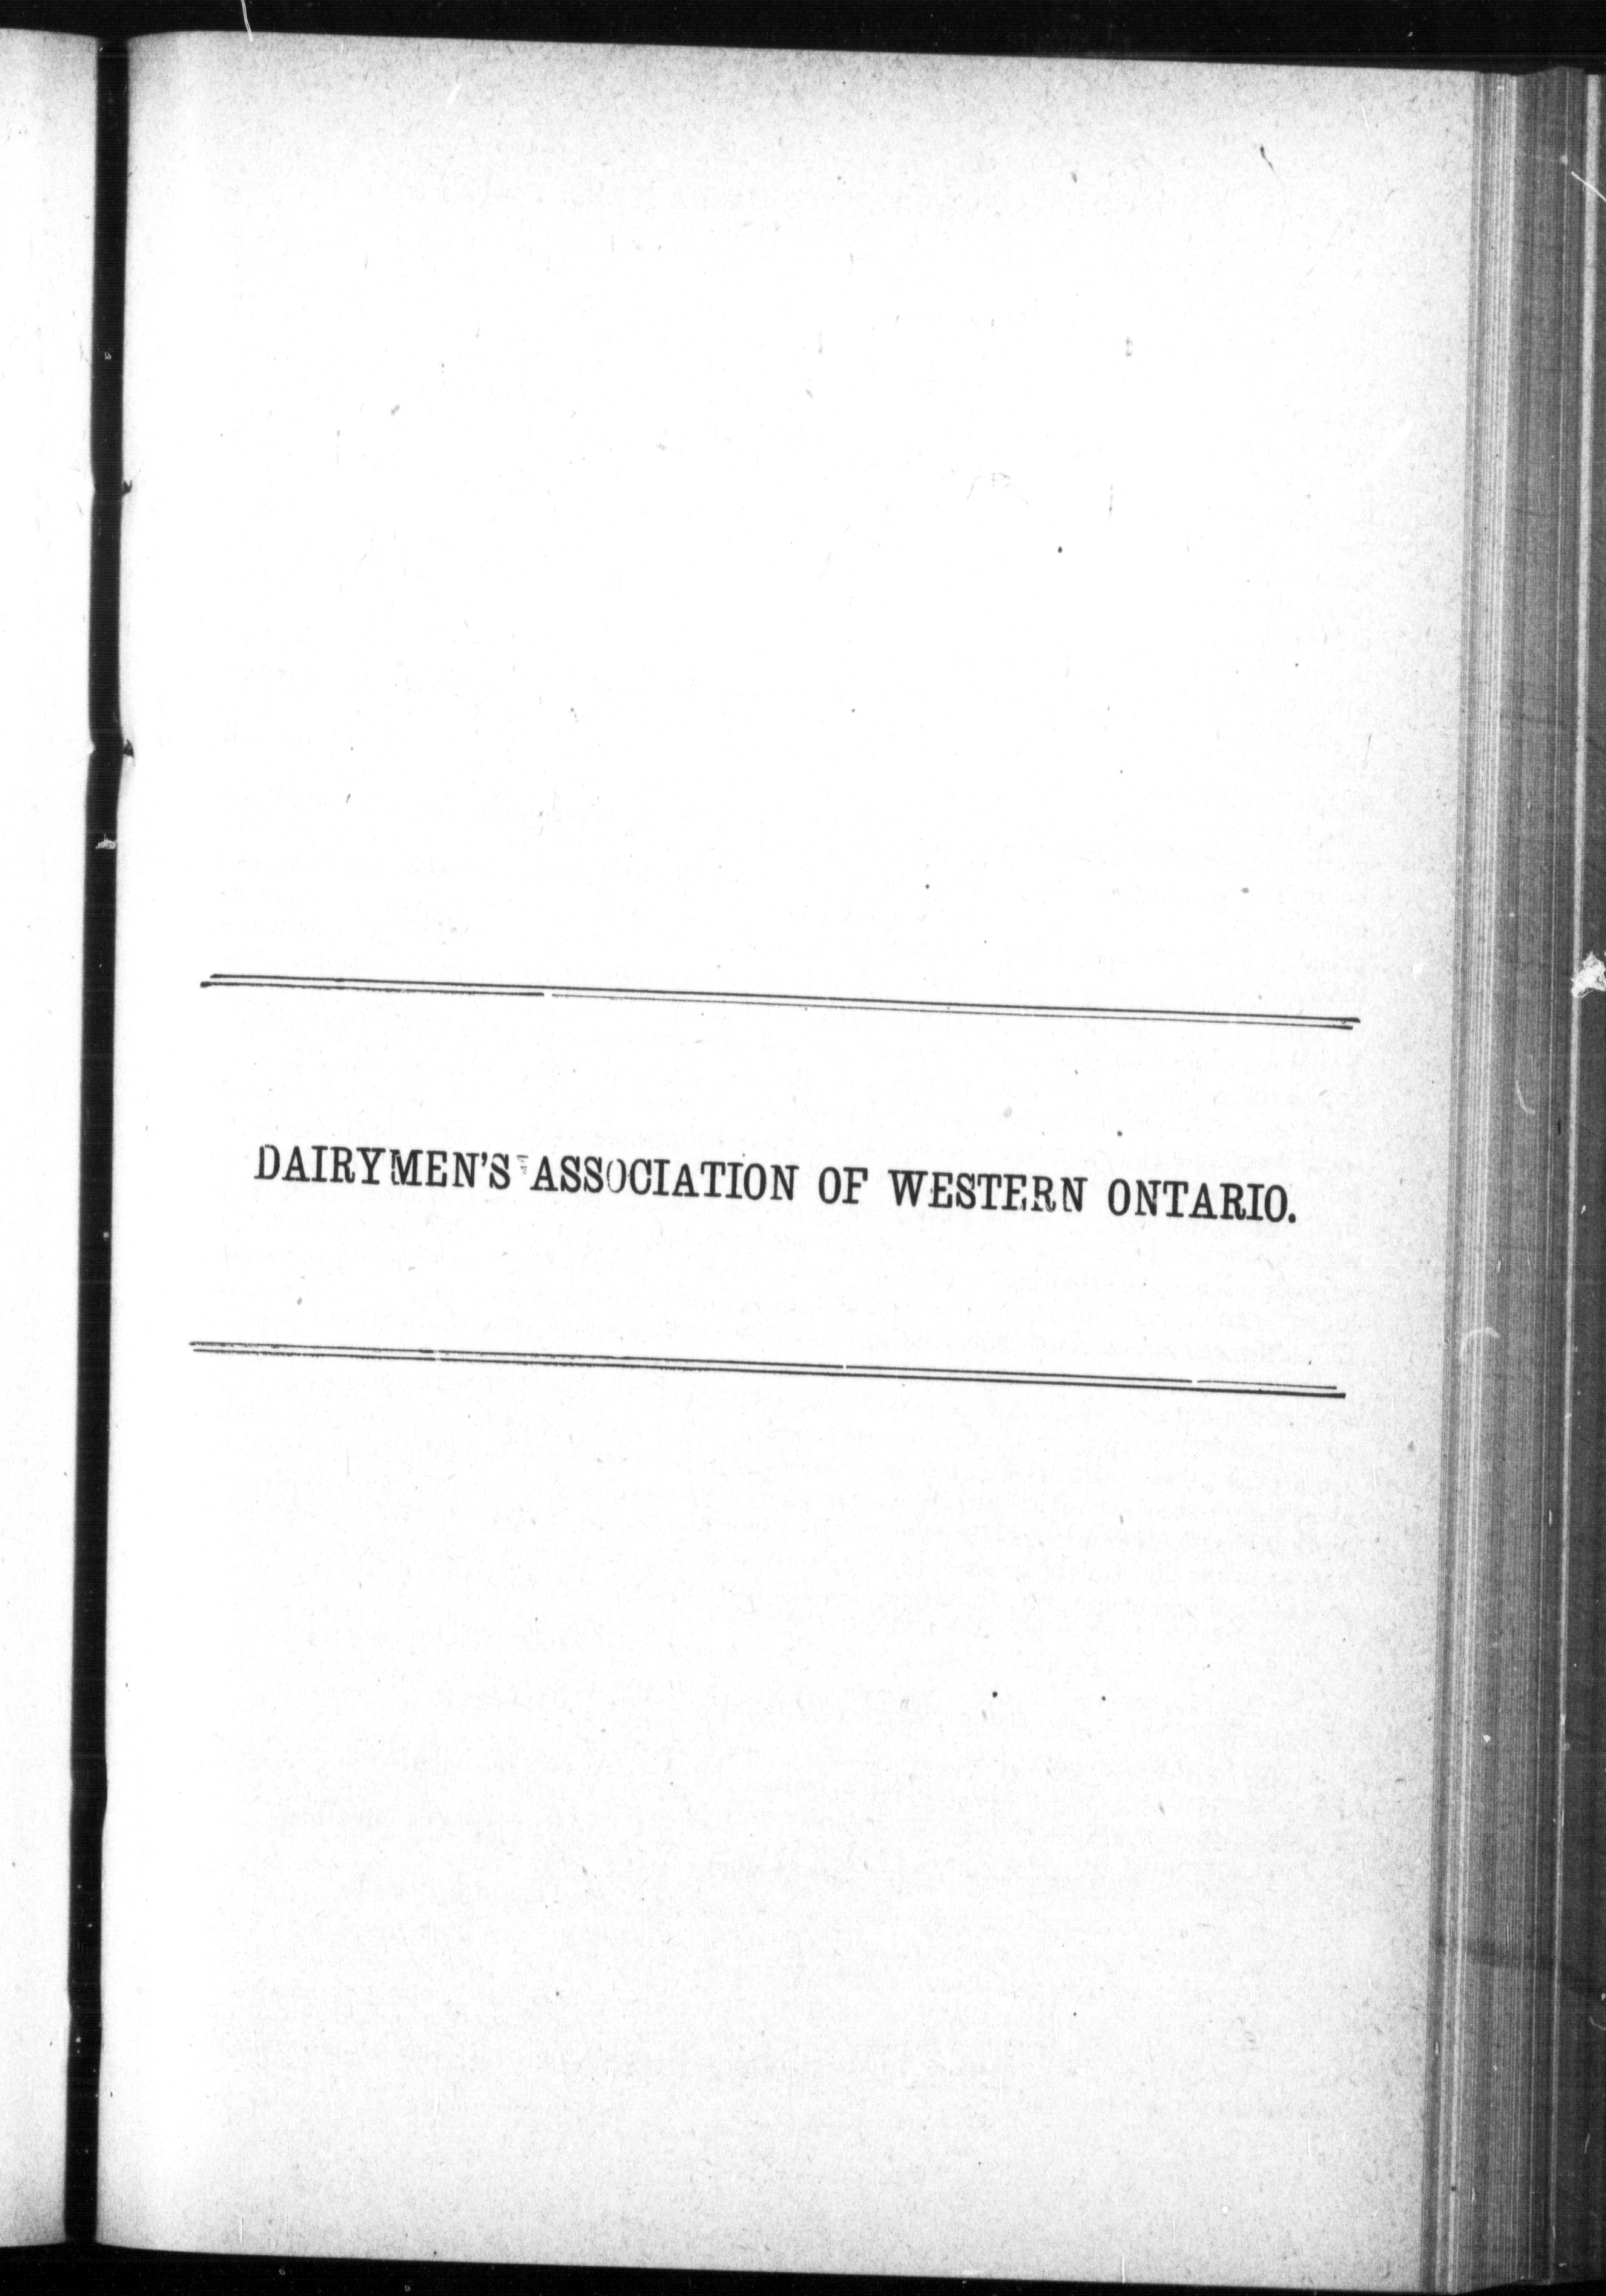 DAIRYMEN'S ASSOCIATION OF WESTERN ONTARIO.